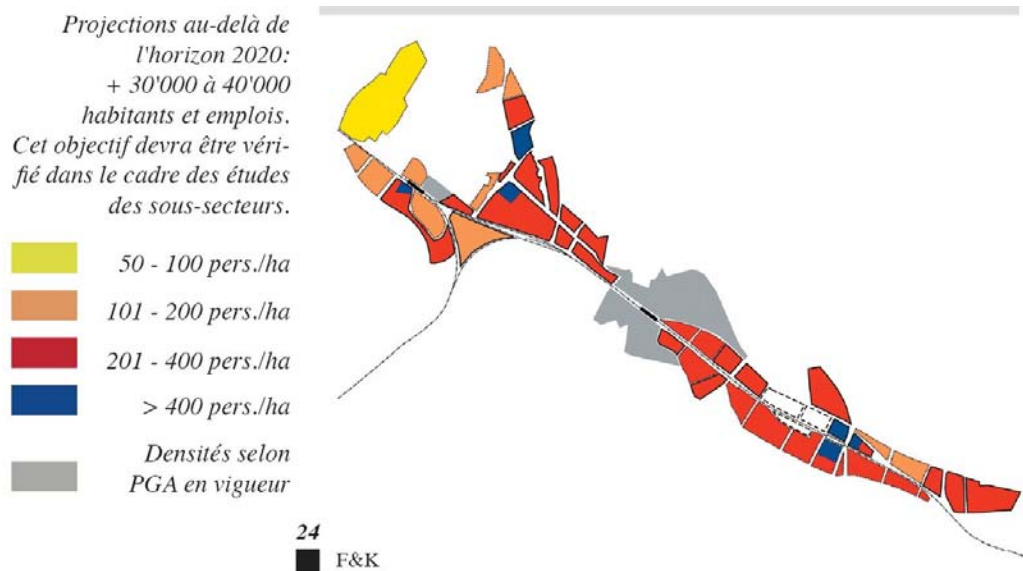 Projections au-delà de
l'horizon 2020:
+ 30'000 à 40'000
habitants et emplois.
Cet objectif devra être véri-
fié dans le cadre des études
des sous-secteurs.
50 - 100 pers./ha
101 - 200 pers./ha
201 - 400 pers./ha
> 400 pers./ha
Densités selon
PGA en vigueur
24
F&K